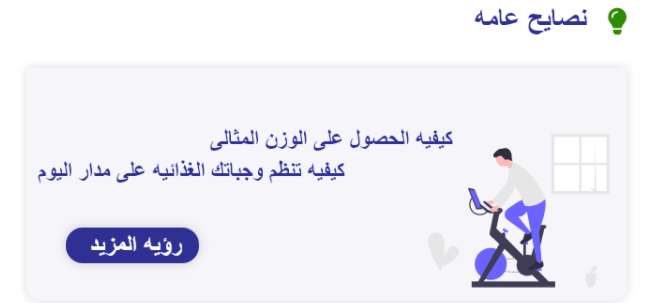 نصايح عامه
كيفيه الحصول على الوزن المثالى
كيفيه تنظم وجباتك الغذائيه على مدار اليوم
رؤيه المزيد